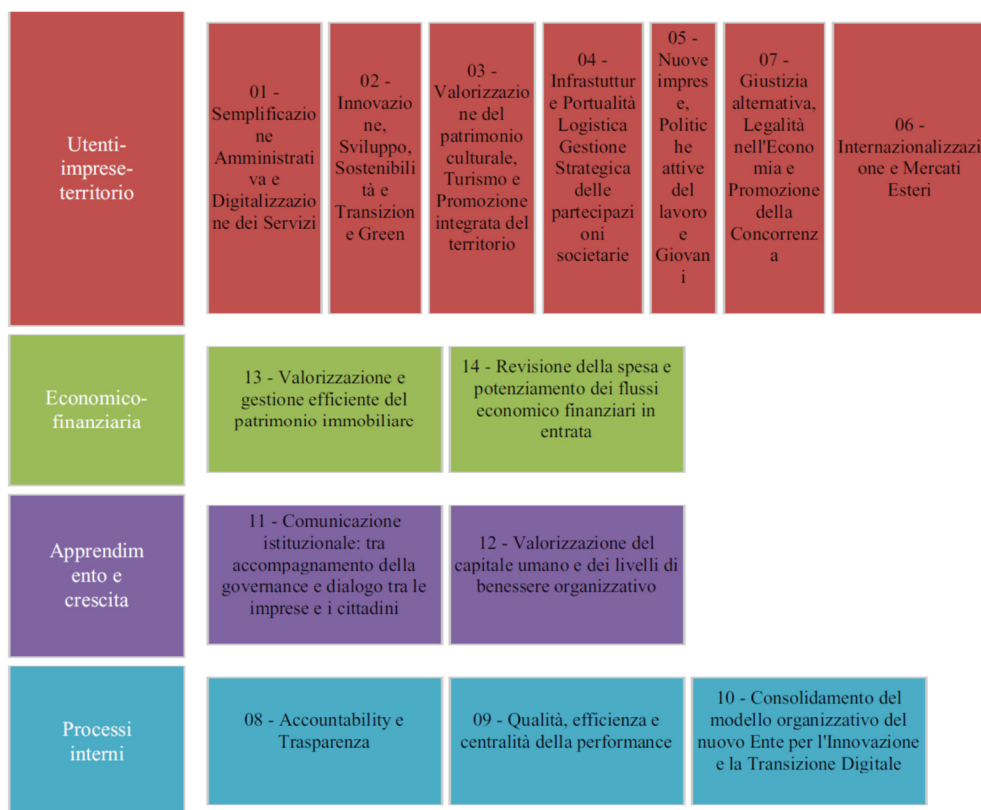 Utenti-
imprese-
territorio
01 -
Semplificazio
ne
Amministrati
va e
Digitalizzazio
ne dei Servizi
02 -
Innovazio
ne,
Sviluppo,
Sostenibili
tà e
Transizion
e Green
03 -
Valorizzazio
ne del
patrimonio
culturale,
Turismo e
Promozione
integrata del
territorio
04 -
Infrastuttur
e Portualità
Logistica
Gestione
Strategica
delle
partecipazi
oni
societarie
05 -
Nuove
impres
e,
Politic
he
attive
del
lavoro
e
Giovan
i
07 -
Giustizia
alternativa,
Legalità
nell'Econo
mia e
Promozione
della
Concorrenz
a
06 -
Internazionalizzazi
one e Mercati
Esteri
Economico-
finanziaria
13 - Valorizzazione e
gestione efficiente del
patrimonio immobiliare
14 - Revisione della spesa e
potenziamento dei flussi
economico finanziari in
entrata
Apprendim
ento e
crescita
11 - Comunicazione
istituzionale: tra
accompagnamento della
governance e dialogo tra le
imprese e i cittadini
12 - Valorizzazione del
capitale umano e dei livelli di
benessere organizzativo
Processi
interni
08 - Accountability e
Trasparenza
09 - Qualità, efficienza e
centralità della performance
10 - Consolidamento del
modello organizzativo del
nuovo Ente per l'Innovazione
e la Transizione Digitale